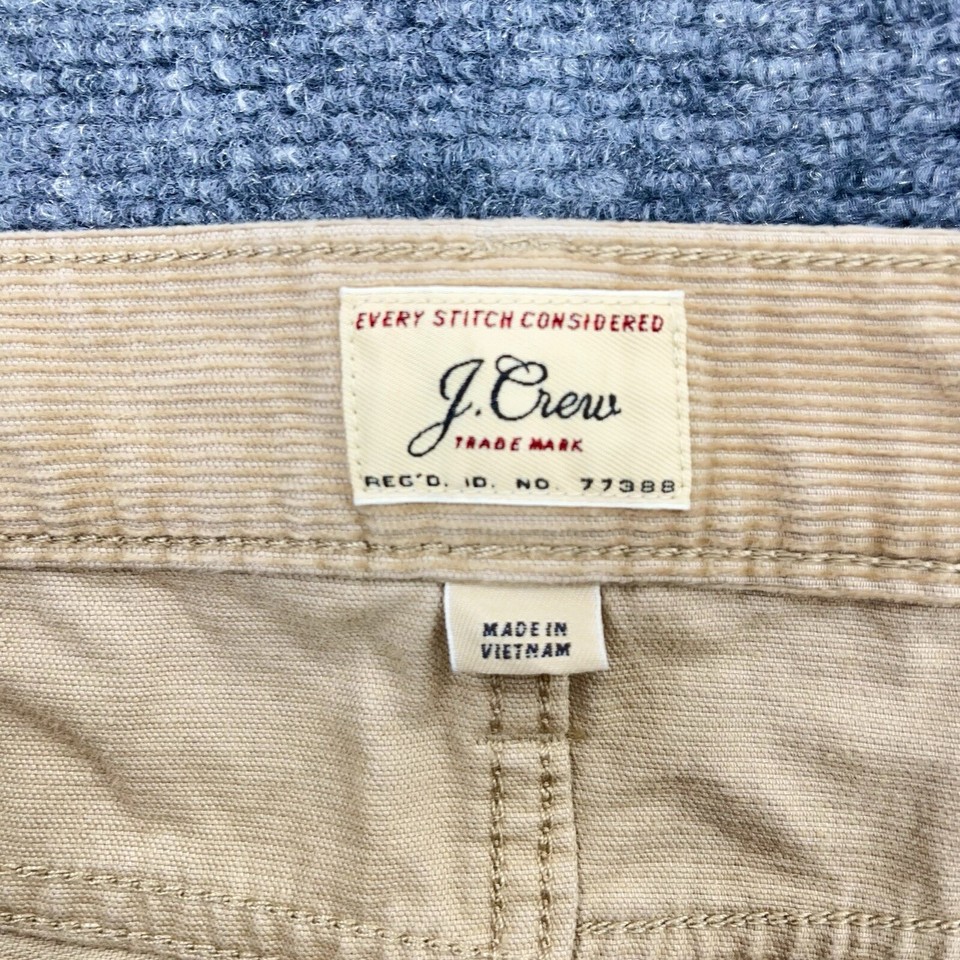 EVERY STITCH CONSIDERED
J.Crew
TRADE MARK
REG'D. ID. NO. 77388
MADE IN
VIETNAM